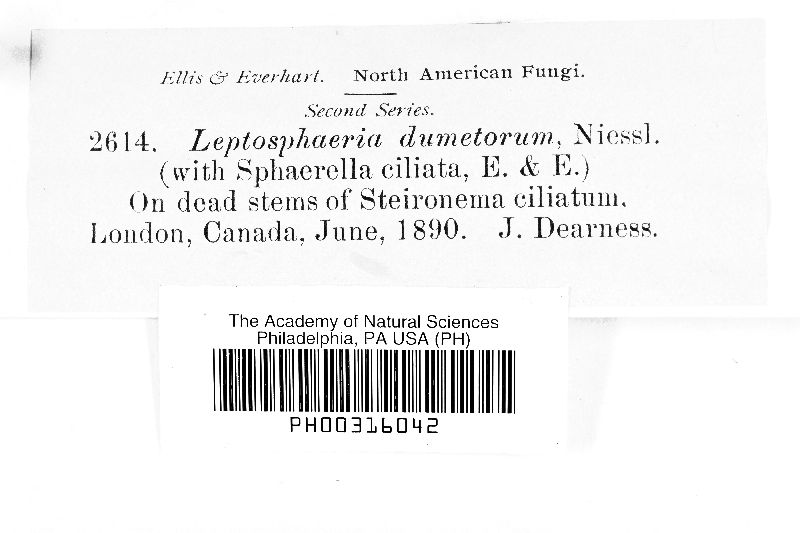 Ellis & Everhart. North American Fungi.
Second Series.
2614. Leptosphaeria dumetorum, Niessl.
(with Sphaerella ciliata, E. & E.)
On dead stems of Steironema ciliatum.
London, Canada, June, 1890. J. Dearness.
The Academy of Natural Sciences
Philadelphia, PA USA (PH)
PH00316042